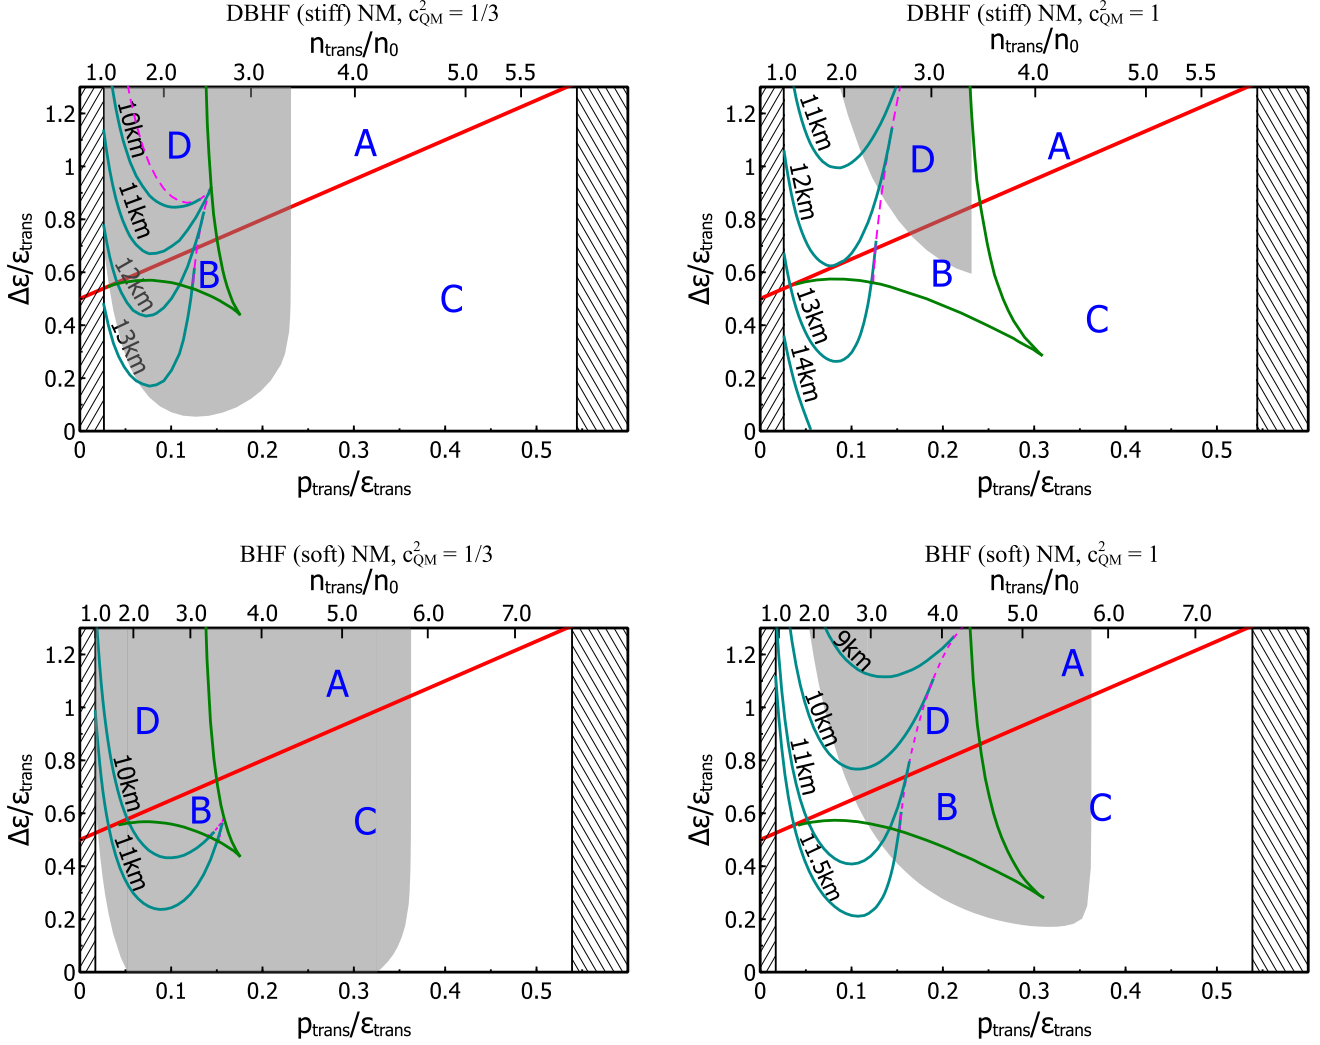 DBHF (stiff) NM, c²QM = 1/3
ntrans/n0
1.0 2.0 3.0 4.0 5.0 5.5
1.2
1
0.8
0.6
0.4
0.2
0
Δε/εtrans
10km
11km
12km
13km
D
A
B
C
0 0.1 0.2 0.3 0.4 0.5
ptrans/εtrans
DBHF (stiff) NM, c²QM = 1
ntrans/n0
1.0 2.0 3.0 4.0 5.0 5.5
1.2
1
0.8
0.6
0.4
0.2
0
Δε/εtrans
11km
12km
13km
14km
D
A
B
C
0 0.1 0.2 0.3 0.4 0.5
ptrans/εtrans
BHF (soft) NM, c²QM = 1/3
ntrans/n0
1.0 2.0 3.0 4.0 5.0 6.0 7.0
1.2
1
0.8
0.6
0.4
0.2
0
Δε/εtrans
10km
11km
A
D
B
C
0 0.1 0.2 0.3 0.4 0.5
ptrans/εtrans
BHF (soft) NM, c²QM = 1
ntrans/n0
1.0 2.0 3.0 4.0 5.0 6.0 7.0
1.2
1
0.8
0.6
0.4
0.2
0
Δε/εtrans
9km
10km
11km
11.5km
A
D
B
C
0 0.1 0.2 0.3 0.4 0.5
ptrans/εtrans